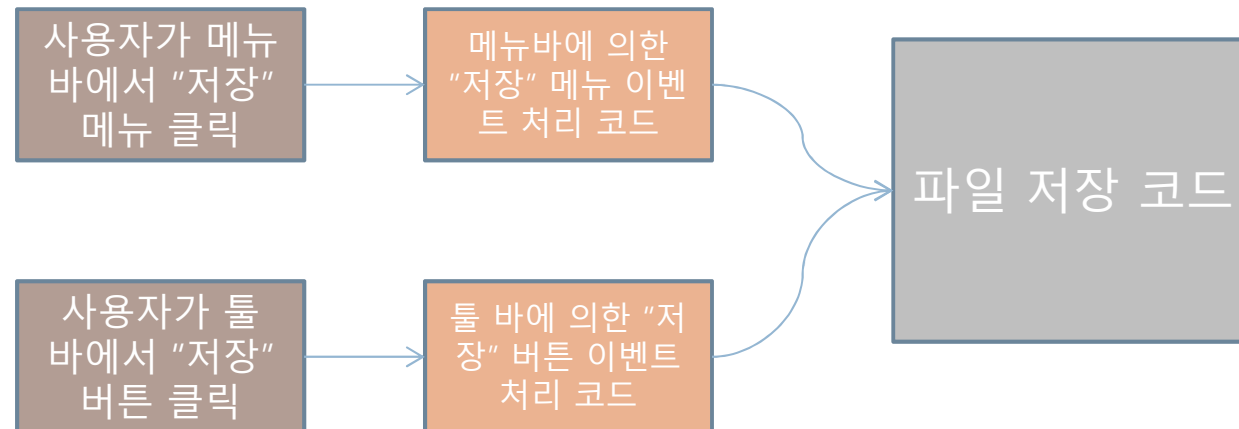 사용자가 메뉴
바에서 "저장"
메뉴 클릭
메뉴바에 의한
"저장" 메뉴 이벤
트 처리 코드
파일 저장 코드
사용자가 툴
바에서 "저장"
버튼 클릭
툴 바에 의한 "저
장" 버튼 이벤트
처리 코드